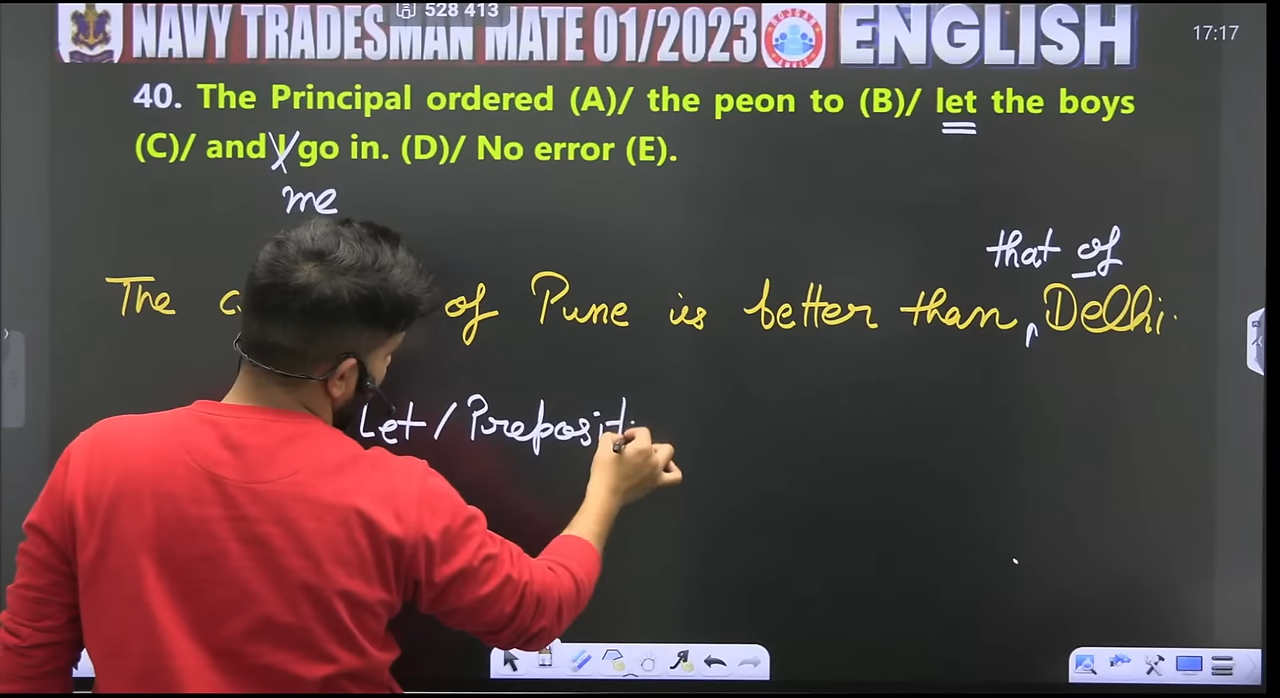 528 413
NAVY TRADESMAN MATE 01/2023 ENGLISH
17:17
40. The Principal ordered (A)/ the peon to (B)/ let the boys
(C)/ and I go in. (D)/ No error (E).
me
that of
The of Pune is better than, Delhi.
Let / Preposit